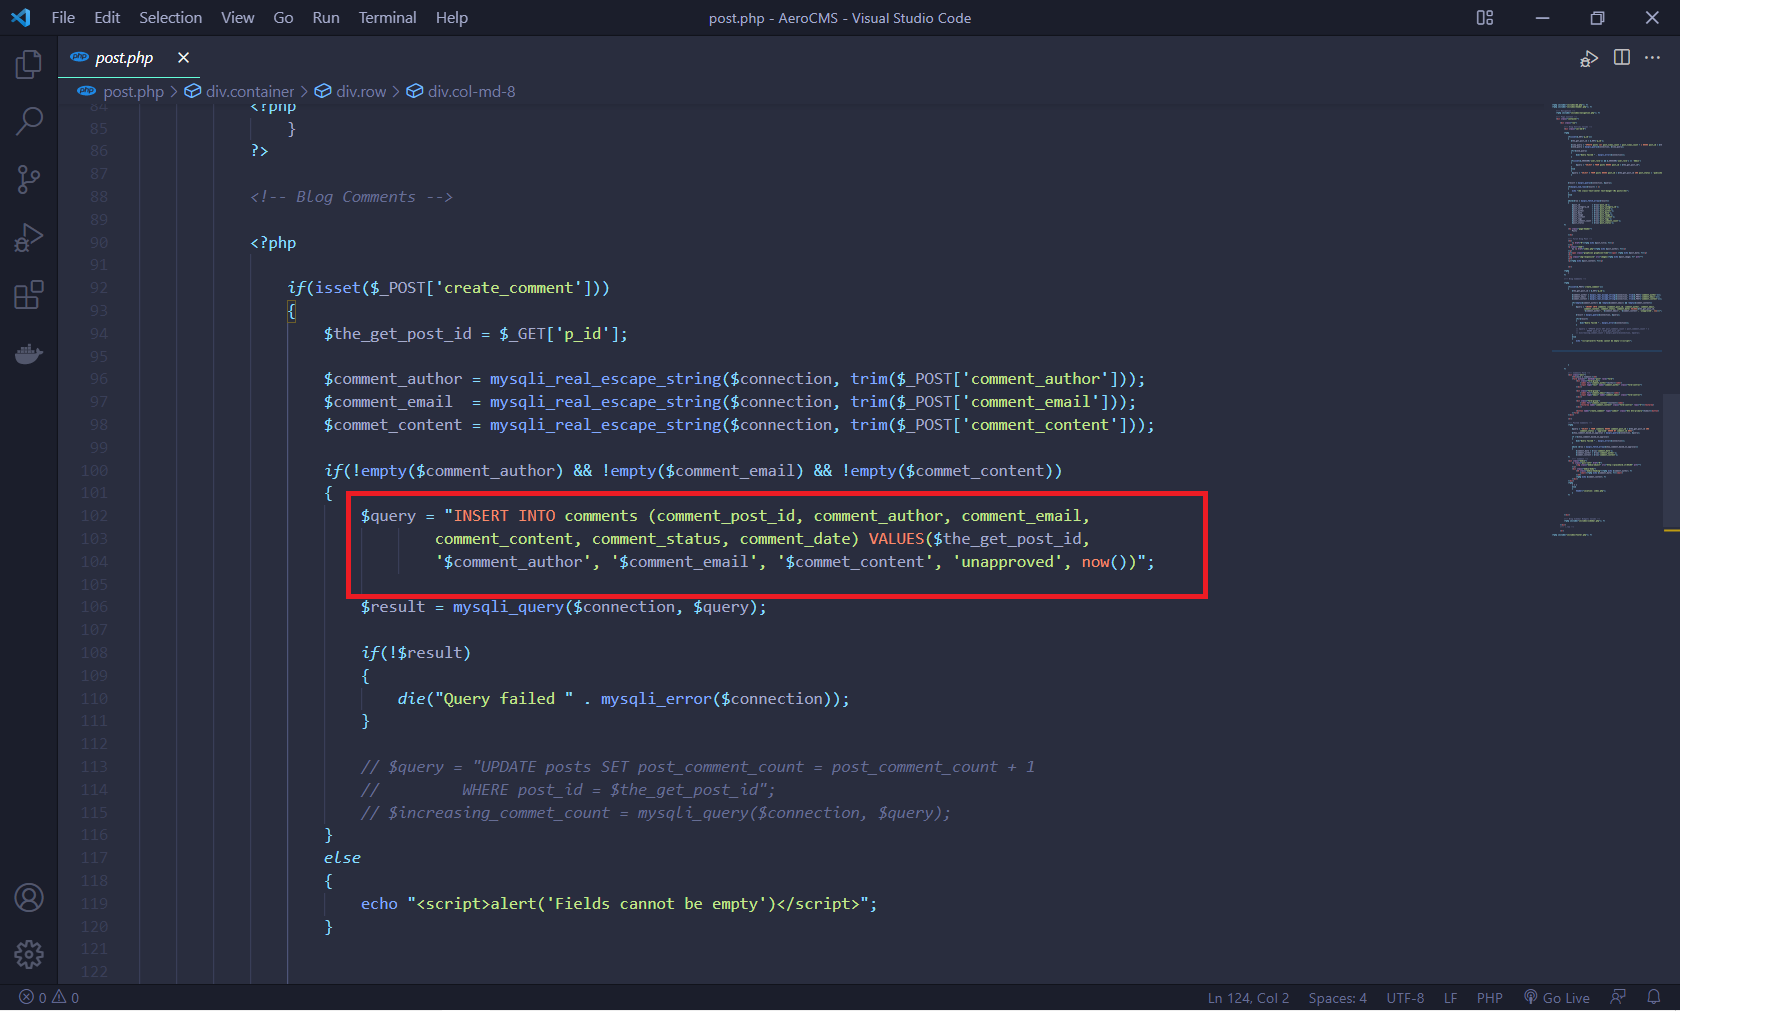 File Edit Selection View Go Run Terminal Help
post.php - AeroCMS - Visual Studio Code
php post.php
php post.php > div.container > div.row > div.col-md-8
84 <?php
85 }
86 ?>
87
88 <!-- Blog Comments -->
89
90 <?php
91
92 if(isset($_POST['create_comment']))
93 {
94 $the_get_post_id = $_GET['p_id'];
95
96 $comment_author = mysqli_real_escape_string($connection, trim($_POST['comment_author']));
97 $comment_email  = mysqli_real_escape_string($connection, trim($_POST['comment_email']));
98 $commet_content = mysqli_real_escape_string($connection, trim($_POST['comment_content']));
99
100 if(!empty($comment_author) && !empty($comment_email) && !empty($commet_content))
101 {
102 $query = "INSERT INTO comments (comment_post_id, comment_author, comment_email,
103 comment_content, comment_status, comment_date) VALUES($the_get_post_id,
104 '$comment_author', '$comment_email', '$commet_content', 'unapproved', now())";
105
106 $result = mysqli_query($connection, $query);
107
108 if(!$result)
109 {
110 die("Query failed " . mysqli_error($connection));
111 }
112
113 // $query = "UPDATE posts SET post_comment_count = post_comment_count + 1
114 //         WHERE post_id = $the_get_post_id";
115 // $increasing_commet_count = mysqli_query($connection, $query);
116 }
117 else
118 {
119 echo "<script>alert('Fields cannot be empty')</script>";
120 }
121
122
0 0
Ln 124, Col 2 Spaces: 4 UTF-8 LF PHP Go Live